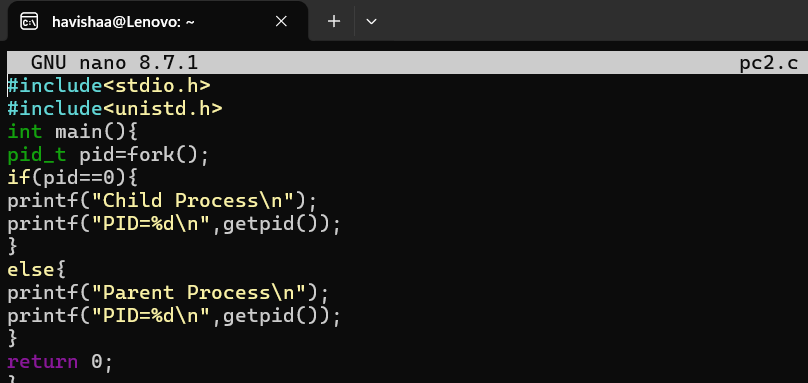 havishaa@Lenovo: ~
GNU nano 8.7.1 pc2.c
#include<stdio.h>
#include<unistd.h>
int main(){
pid_t pid=fork();
if(pid==0){
printf("Child Process\n");
printf("PID=%d\n",getpid());
}
else{
printf("Parent Process\n");
printf("PID=%d\n",getpid());
}
return 0;
}